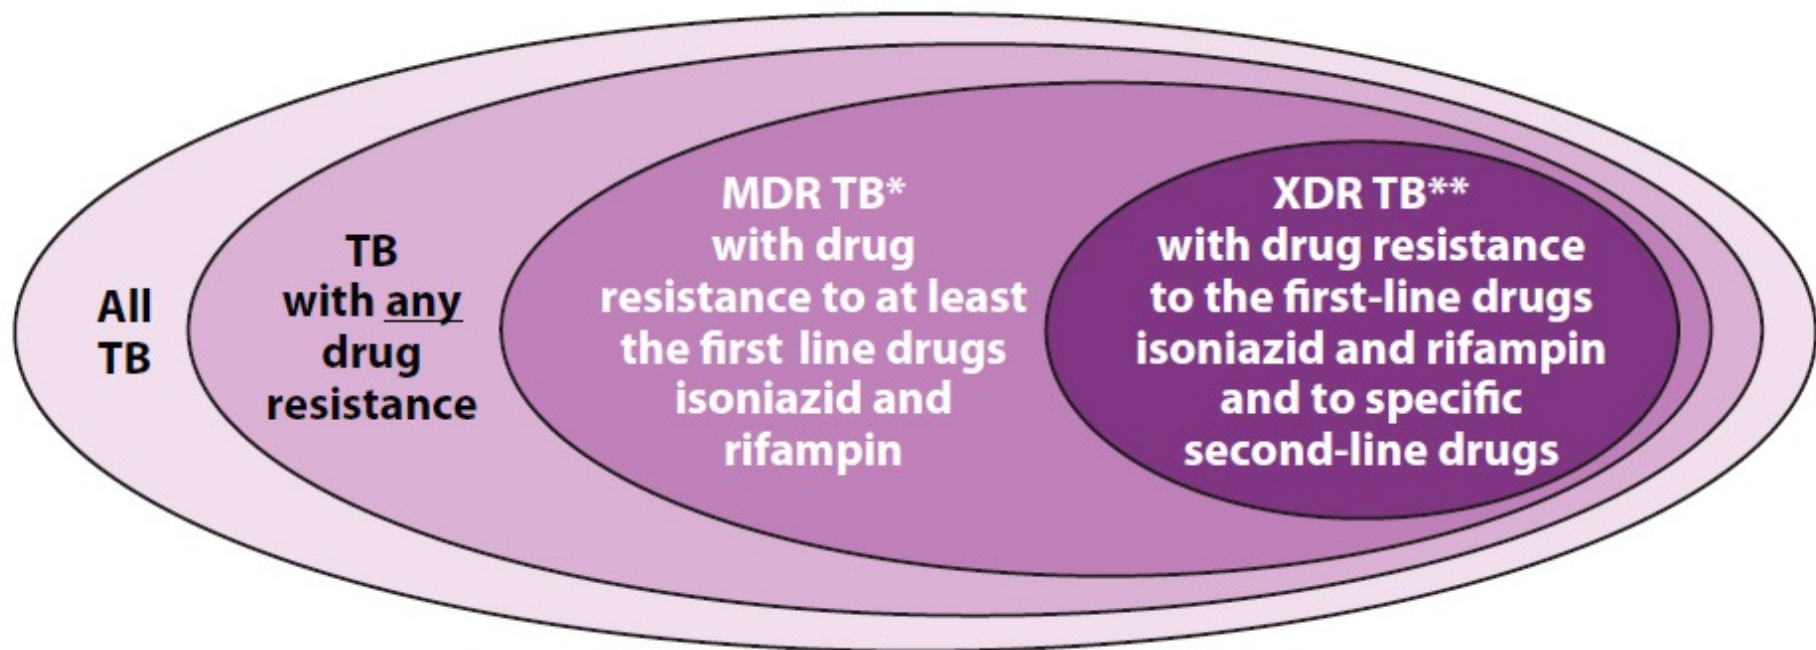 All
TB
TB
with any
drug
resistance
MDR TB*
with drug
resistance to at least
the first line drugs
isoniazid and
rifampin
XDR TB**
with drug resistance
to the first-line drugs
isoniazid and rifampin
and to specific
second-line drugs